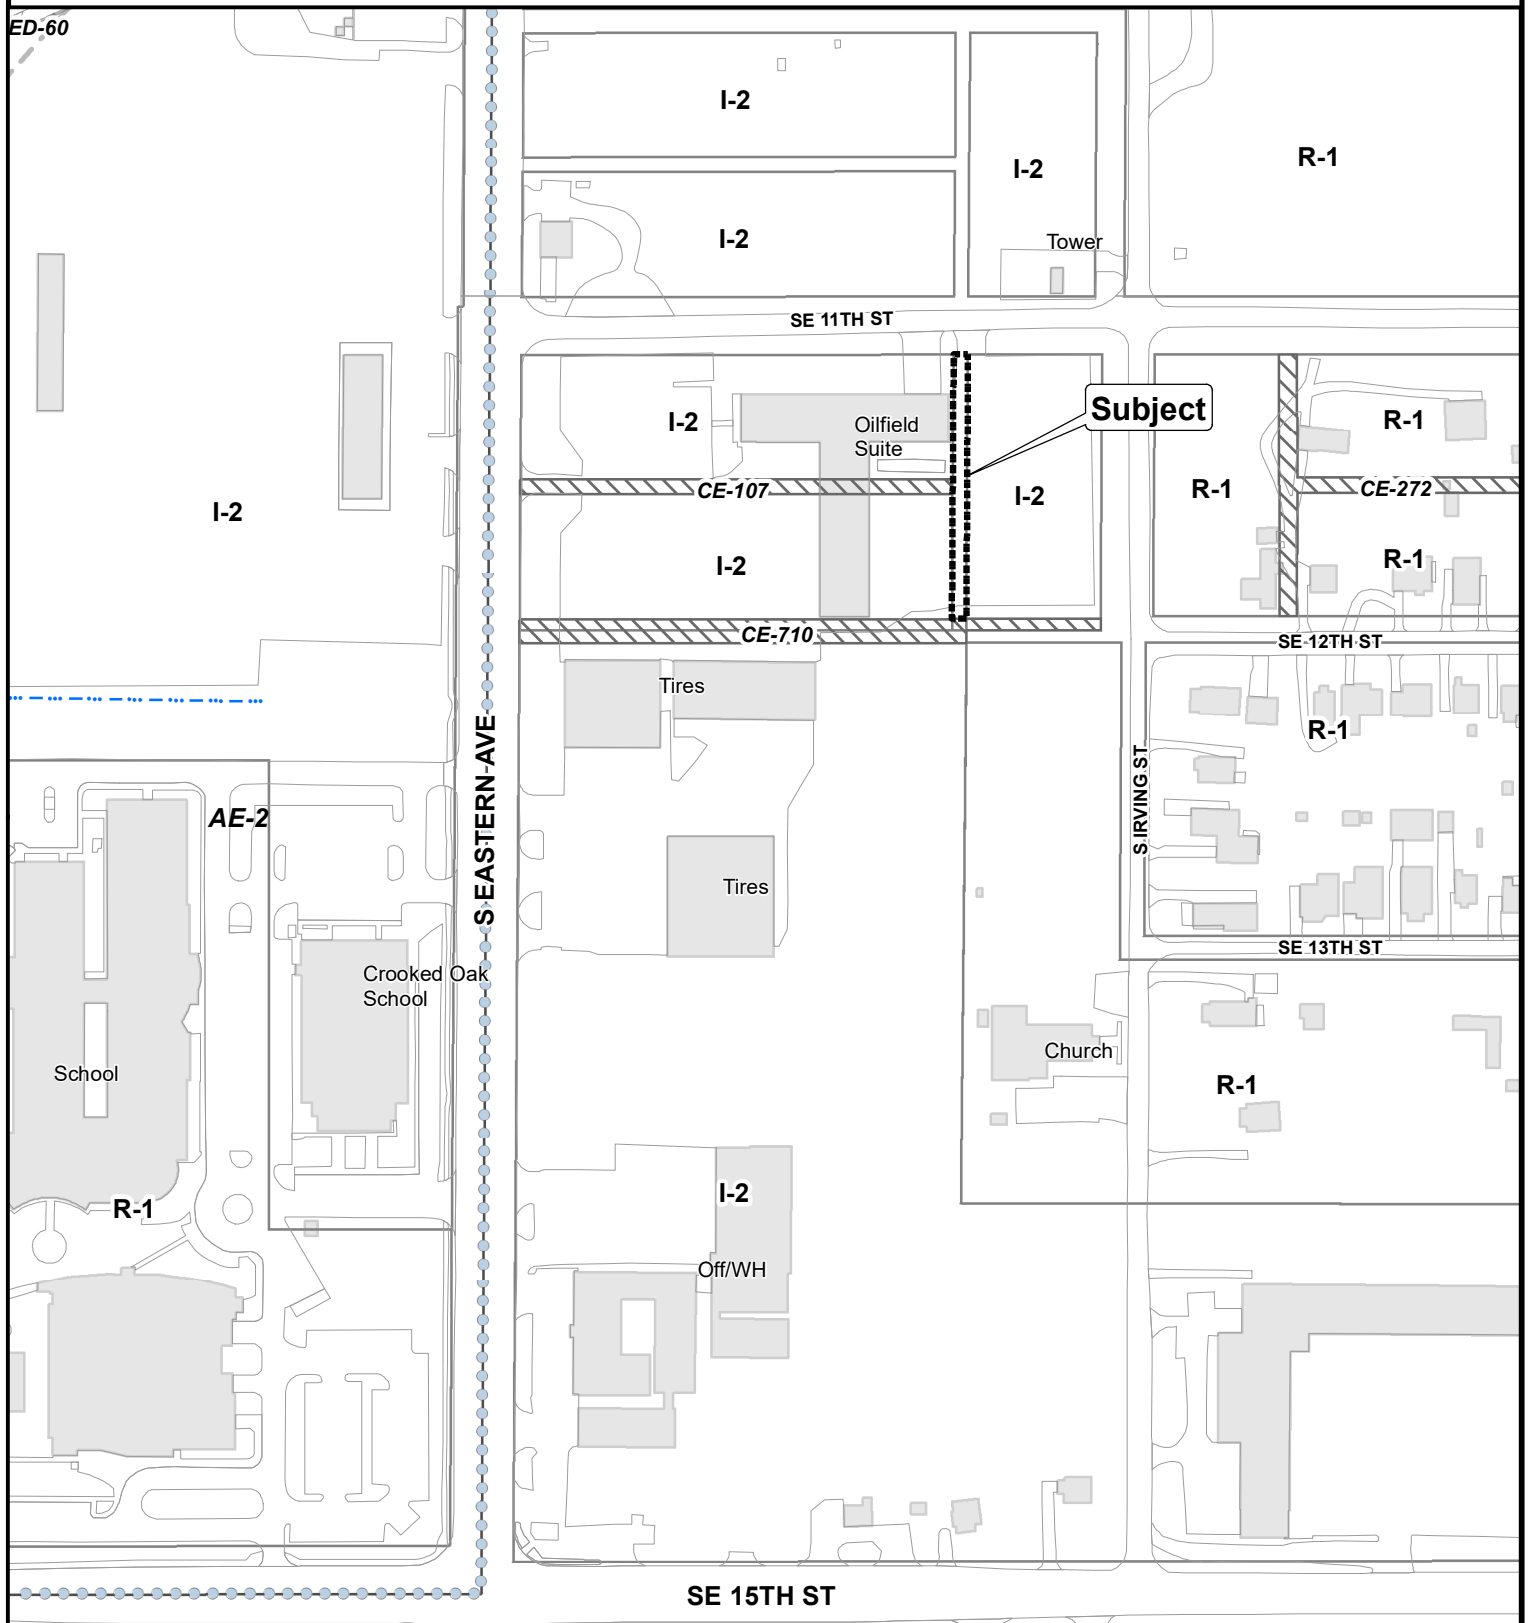 ED-60
I-2
I-2
R-1
I-2
Tower
SE 11TH ST
Subject
I-2
Oilfield
Suite
R-1
CE-107
I-2
R-1
CE-272
I-2
I-2
R-1
CE-710
SE 12TH ST
Tires
R-1
S EASTERN AVE
S IRVING ST
AE-2
Tires
SE 13TH ST
Crooked Oak
School
Church
School
R-1
I-2
R-1
Off/WH
SE 15TH ST